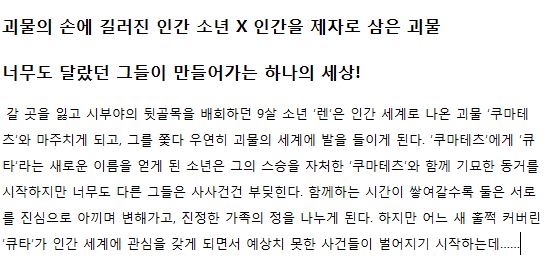 괴물의 손에 길러진 인간 소년 X 인간을 제자로 삼은 괴물
너무도 달랐던 그들이 만들어가는 하나의 세상!
갈 곳을 잃고 시부야의 뒷골목을 배회하던 9살 소년 ‘렌’은 인간 세계로 나온 괴물 ‘쿠마테
츠’와 마주치게 되고, 그를 쫓다 우연히 괴물의 세계에 발을 들이게 된다. ‘쿠마테츠’에게 ‘큐
타’라는 새로운 이름을 얻게 된 소년은 그의 스승을 자처한 ‘쿠마테츠’와 함께 기묘한 동거를
시작하지만 너무도 다른 그들은 사사건건 부딪힌다. 함께하는 시간이 쌓여갈수록 둘은 서로
를 진심으로 아끼며 변해가고, 진정한 가족의 정을 나누게 된다. 하지만 어느 새 훌쩍 커버린
‘큐타’가 인간 세계에 관심을 갖게 되면서 예상치 못한 사건들이 벌어지기 시작하는데......